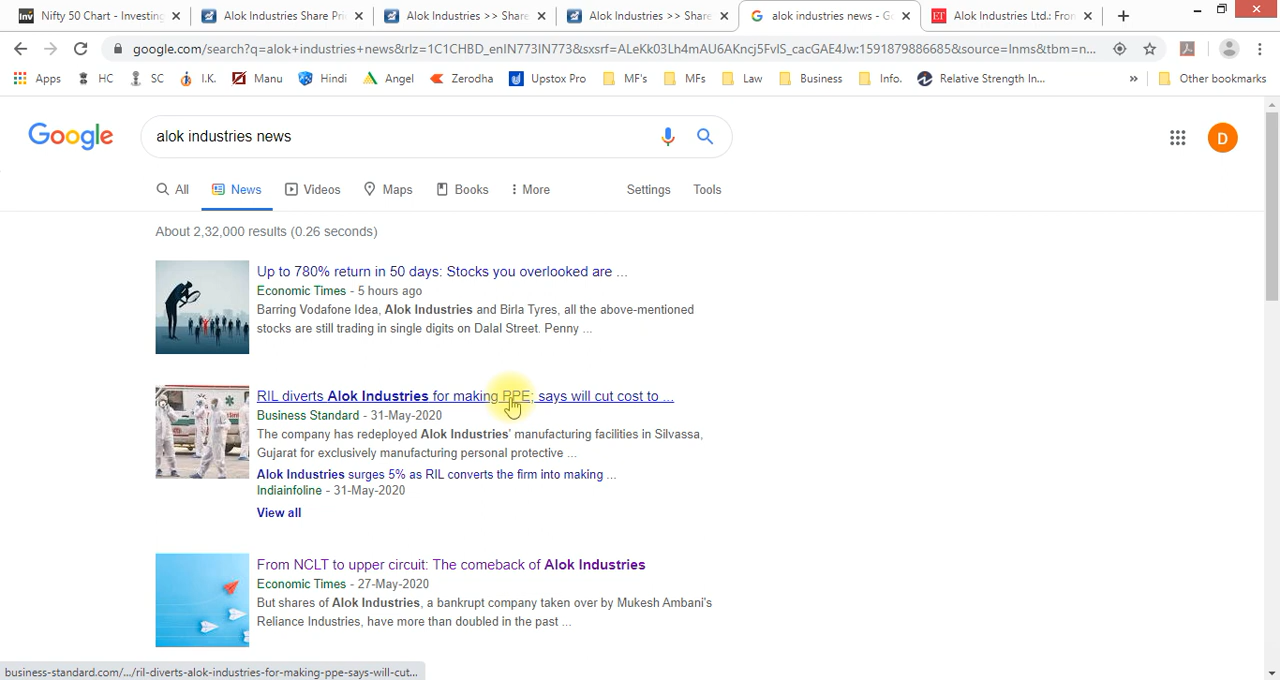 Nifty 50 Chart - Investing
Alok Industries Share Pri
Alok Industries >> Share
Alok Industries >> Share
alok industries news - G
Alok Industries Ltd.: Fro
google.com/search?q=alok+industries+news&rlz=1C1CHBD_enIN773IN773&sxsrf=ALeKk03Lh4mAU6AKncj5FvIS_cacGAE4Jw:1591879886685&source=lnms&tbm=n...
Apps
HC
SC
I.K.
Manu
Hindi
Angel
Zerodha
Upstox Pro
MF's
MFs
Law
Business
Info.
Relative Strength In...
»
Other bookmarks
Google
alok industries news
D
All
News
Videos
Maps
Books
More
Settings
Tools
About 2,32,000 results (0.26 seconds)
Up to 780% return in 50 days: Stocks you overlooked are ...
Economic Times - 5 hours ago
Barring Vodafone Idea, Alok Industries and Birla Tyres, all the above-mentioned
stocks are still trading in single digits on Dalal Street. Penny ...
RIL diverts Alok Industries for making PPE; says will cut cost to ...
Business Standard - 31-May-2020
The company has redeployed Alok Industries' manufacturing facilities in Silvassa,
Gujarat for exclusively manufacturing personal protective ...
Alok Industries surges 5% as RIL converts the firm into making ...
Indiainfoline - 31-May-2020
View all
From NCLT to upper circuit: The comeback of Alok Industries
Economic Times - 27-May-2020
But shares of Alok Industries, a bankrupt company taken over by Mukesh Ambani's
Reliance Industries, have more than doubled in the past ...
business-standard.com/.../ril-diverts-alok-industries-for-making-ppe-says-will-cut...